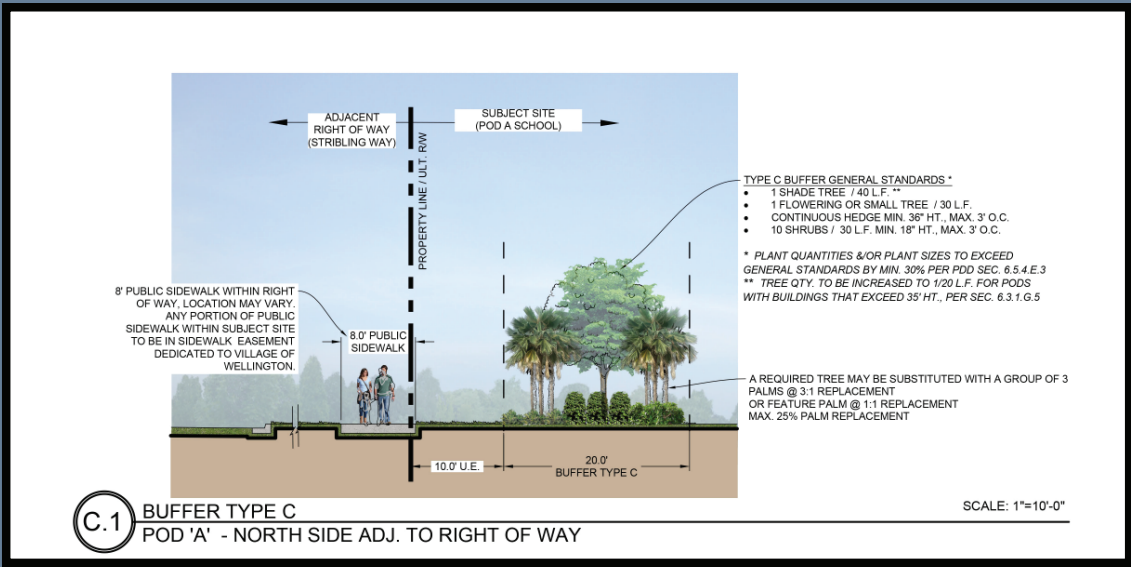 ADJACENT
RIGHT OF WAY
(STRIBLING WAY)
SUBJECT SITE
(POD A SCHOOL)
PROPERTY LINE / ULT. R/W
TYPE C BUFFER GENERAL STANDARDS *
• 1 SHADE TREE / 40 L.F. **
• 1 FLOWERING OR SMALL TREE / 30 L.F.
• CONTINUOUS HEDGE MIN. 36" HT., MAX. 3' O.C.
• 10 SHRUBS / 30 L.F. MIN. 18" HT., MAX. 3' O.C.
* PLANT QUANTITIES &/OR PLANT SIZES TO EXCEED
GENERAL STANDARDS BY MIN. 30% PER PDD SEC. 6.5.4.E.3
** TREE QTY. TO BE INCREASED TO 1/20 L.F. FOR PODS
WITH BUILDINGS THAT EXCEED 35' HT., PER SEC. 6.3.1.G.5
8' PUBLIC SIDEWALK WITHIN RIGHT
OF WAY, LOCATION MAY VARY.
ANY PORTION OF PUBLIC
SIDEWALK WITHIN SUBJECT SITE
TO BE IN SIDEWALK EASEMENT
DEDICATED TO VILLAGE OF
WELLINGTON.
8.0' PUBLIC
SIDEWALK
A REQUIRED TREE MAY BE SUBSTITUTED WITH A GROUP OF 3
PALMS @ 3:1 REPLACEMENT
OR FEATURE PALM @ 1:1 REPLACEMENT
MAX. 25% PALM REPLACEMENT
10.0' U.E.
20.0'
BUFFER TYPE C
C.1
BUFFER TYPE C
SCALE: 1"=10'-0"
POD 'A' - NORTH SIDE ADJ. TO RIGHT OF WAY